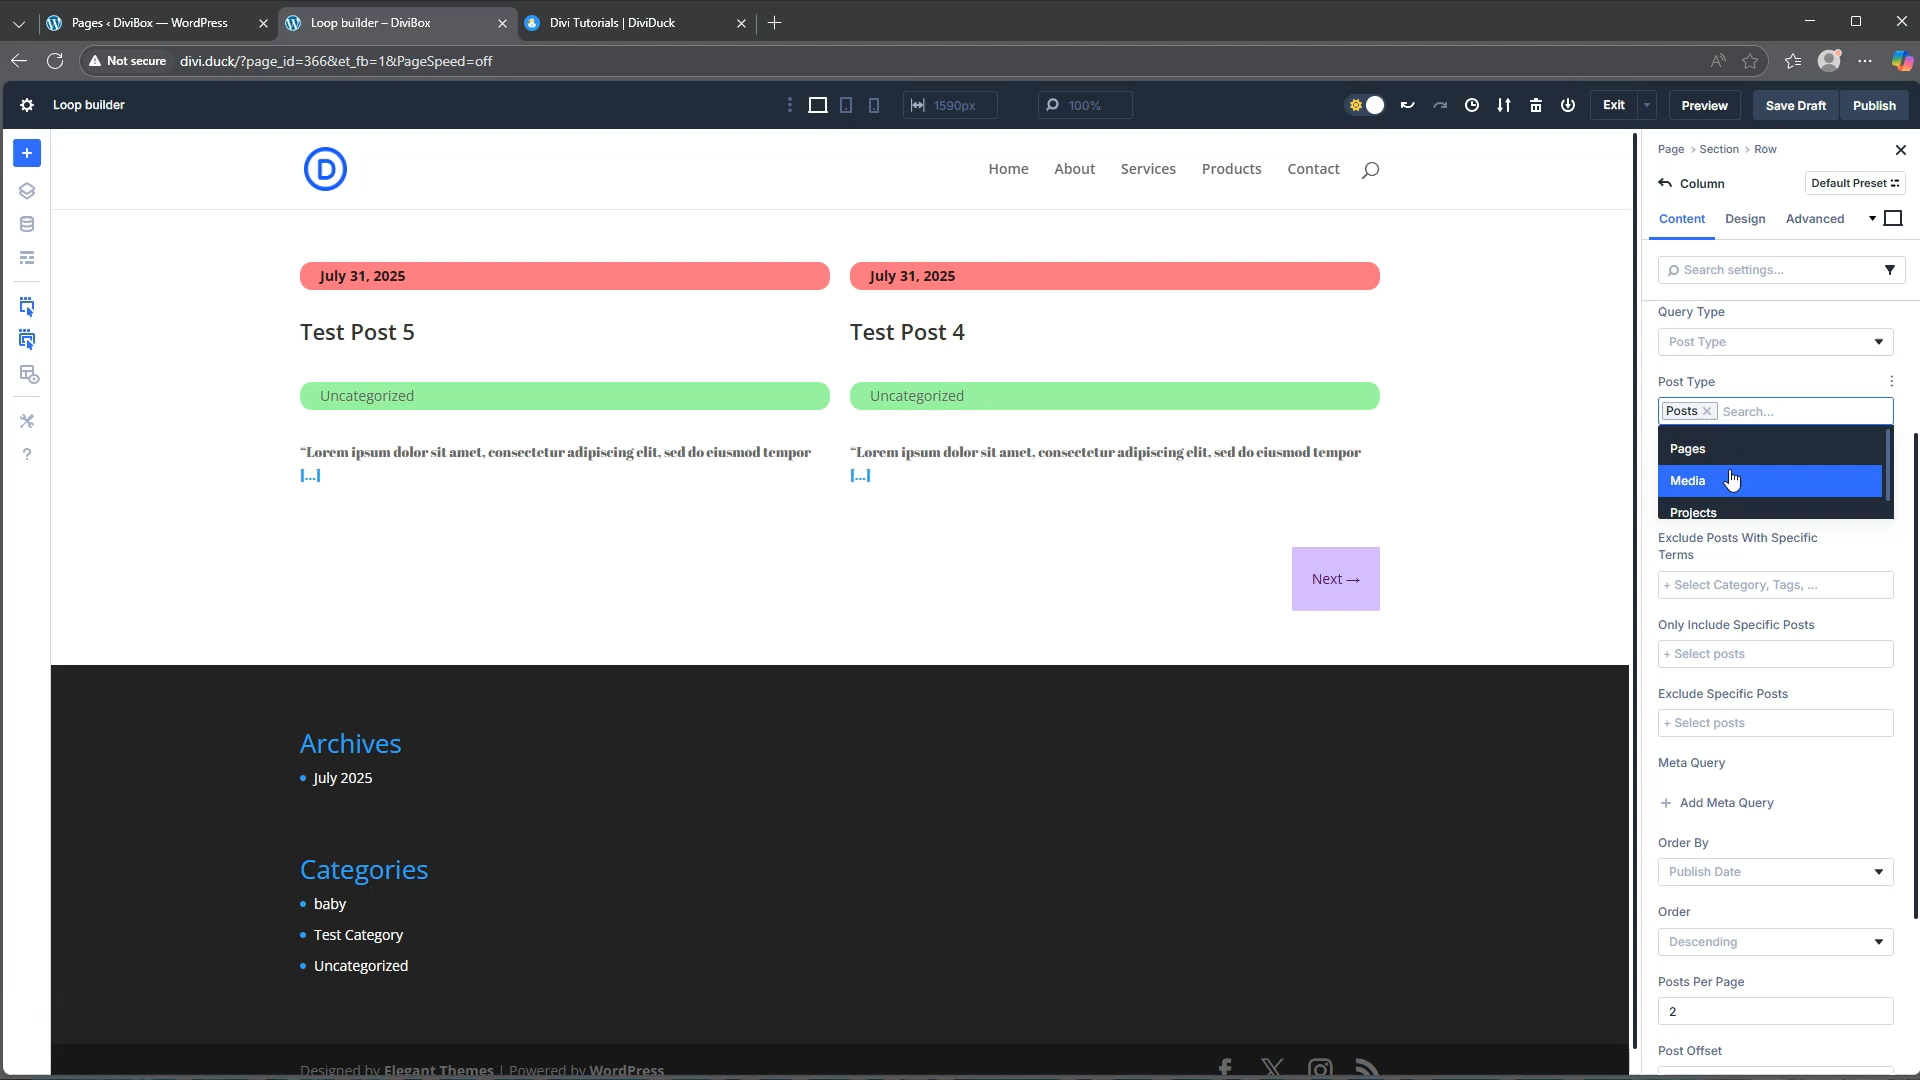 Pages ‹ DiviBox — WordPress
Loop builder – DiviBox
Divi Tutorials | DiviDuck
Not secure
divi.duck/?page_id=366&et_fb=1&PageSpeed=off
Loop builder
1590px
100%
Exit
Preview
Save Draft
Publish
D
Home
About
Services
Products
Contact
July 31, 2025
July 31, 2025
Test Post 5
Test Post 4
Uncategorized
Uncategorized
“Lorem ipsum dolor sit amet, consectetur adipiscing elit, sed do eiusmod tempor
[...]
“Lorem ipsum dolor sit amet, consectetur adipiscing elit, sed do eiusmod tempor
[...]
Next →
Archives
July 2025
Categories
baby
Test Category
Uncategorized
Designed by Elegant Themes | Powered by WordPress
Page > Section > Row
Column
Default Preset
Content
Design
Advanced
Search settings...
Query Type
Post Type
Post Type
Posts
Search...
Pages
Media
Projects
Exclude Posts With Specific
Terms
+ Select Category, Tags, ...
Only Include Specific Posts
+ Select posts
Exclude Specific Posts
+ Select posts
Meta Query
+ Add Meta Query
Order By
Publish Date
Order
Descending
Posts Per Page
2
Post Offset